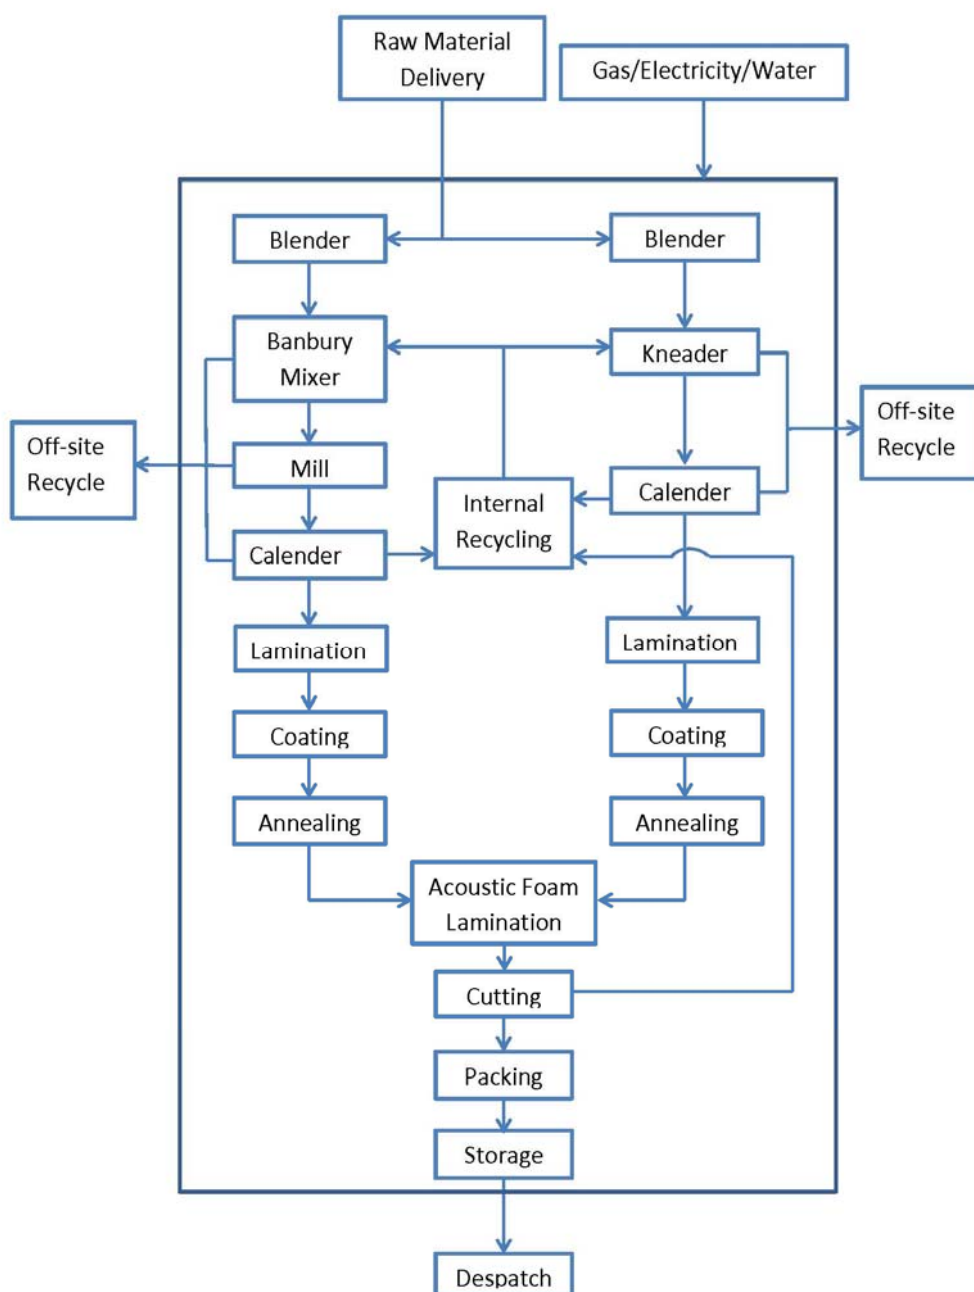 Raw Material
Delivery
Gas/Electricity/Water
Blender
Blender
Banbury
Mixer
Kneader
Off-site
Recycle
Off-site
Recycle
Mill
Calender
Internal
Recycling
Calender
Lamination
Lamination
Coating
Coating
Annealing
Annealing
Acoustic Foam
Lamination
Cutting
Packing
Storage
Despatch